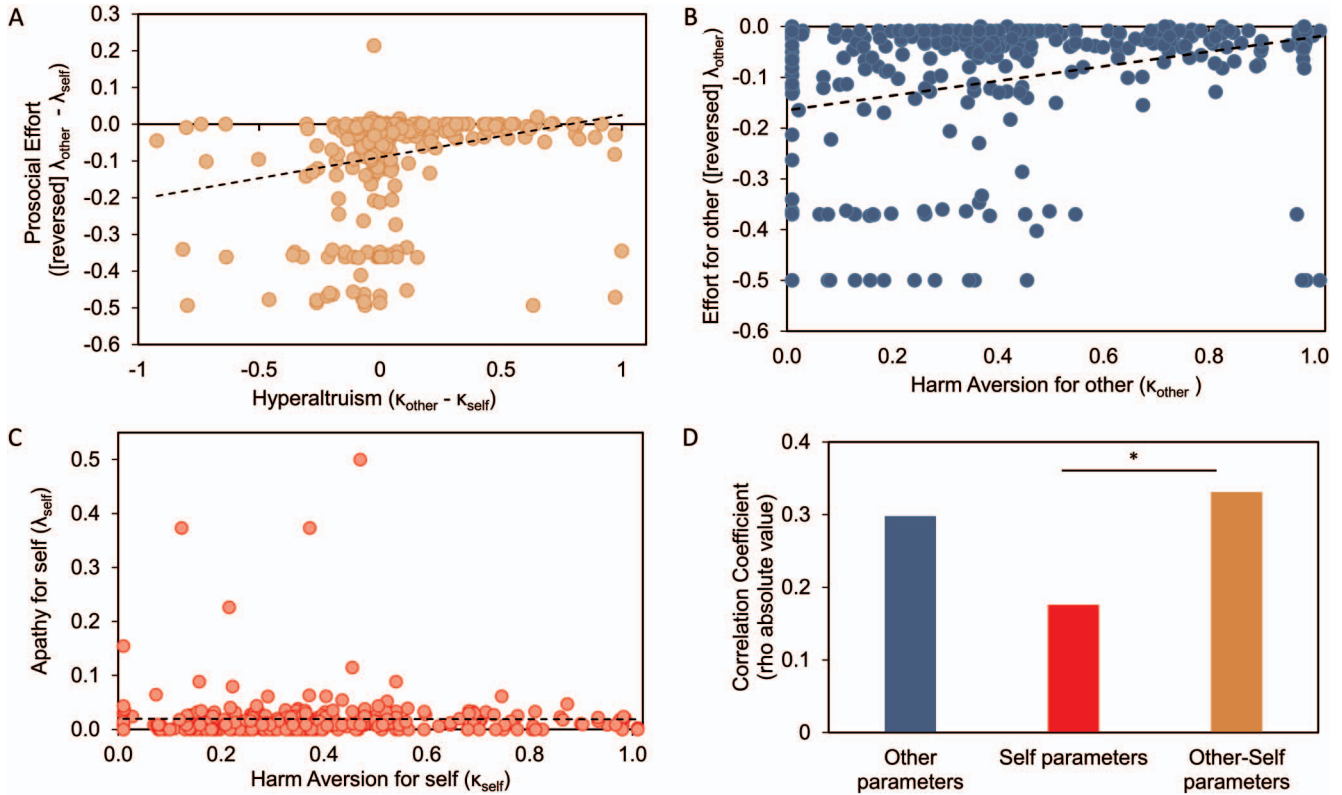 A
Prosocial Effort
([reversed] λother - λself)
0.3
0.2
0.1
0.0
-0.1
-0.2
-0.3
-0.4
-0.5
-0.6
-1
-0.5
0
0.5
1
Hyperaltruism (κother - κself)
B
Effort for other ([reversed] λother)
0.0
-0.1
-0.2
-0.3
-0.4
-0.5
-0.6
0.0
0.2
0.4
0.6
0.8
1.0
Harm Aversion for other (κother )
C
Apathy for self (λself)
0.5
0.4
0.3
0.2
0.1
0.0
0.0
0.2
0.4
0.6
0.8
1.0
Harm Aversion for self (κself)
D
Correlation Coefficient
(rho absolute value)
0.4
0.3
0.2
0.1
0
*
Other
parameters
Self parameters
Other-Self
parameters